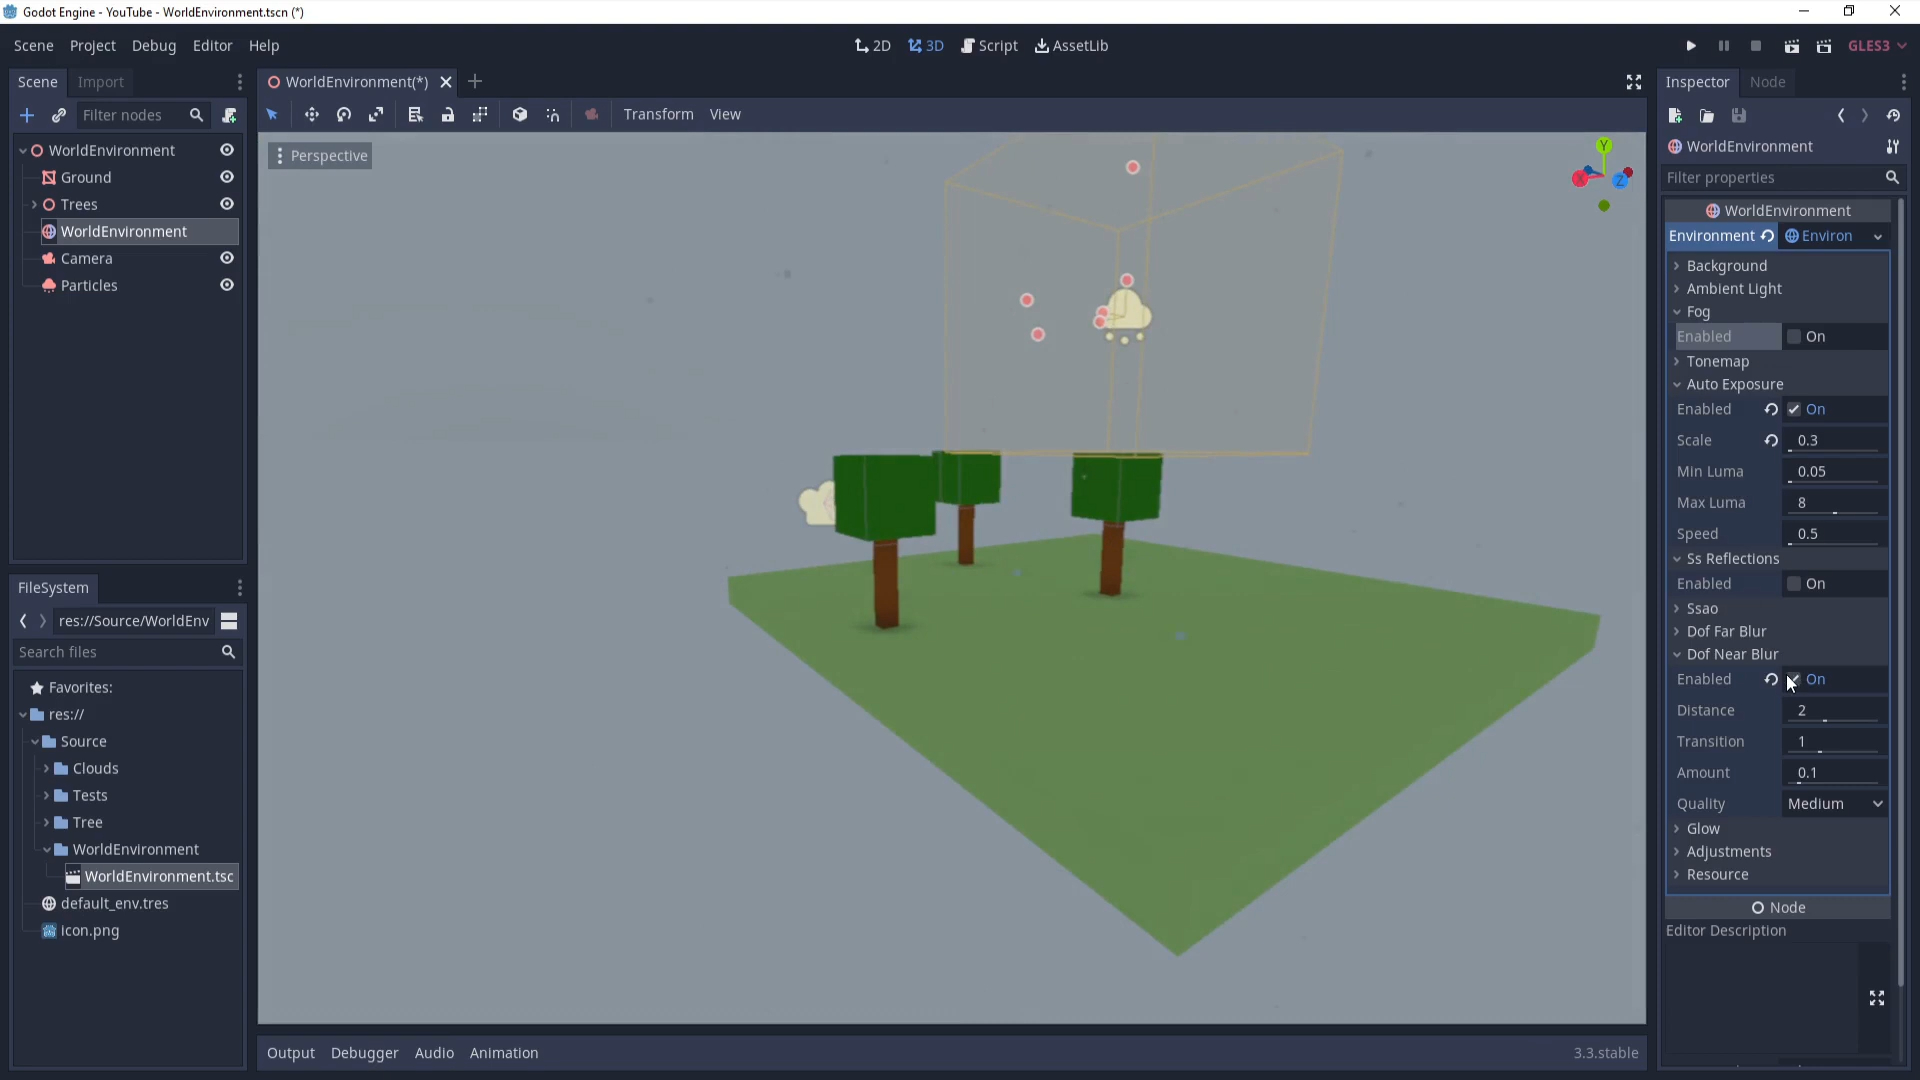 Godot Engine - YouTube - WorldEnvironment.tscn (*)
Scene Project Debug Editor Help
2D 3D Script AssetLib
GLES3
Scene Import
WorldEnvironment(*)
Inspector Node
Filter nodes
Transform View
WorldEnvironment
Ground
Trees
WorldEnvironment
Camera
Particles
Perspective
Y
X
Z
WorldEnvironment
Filter properties
WorldEnvironment
Environment Environ
Background
Ambient Light
Fog
Enabled On
Tonemap
Auto Exposure
Enabled On
Scale 0.3
Min Luma 0.05
Max Luma 8
Speed 0.5
Ss Reflections
Enabled On
Ssao
Dof Far Blur
Dof Near Blur
Enabled On
Distance 2
Transition 1
Amount 0.1
Quality Medium
Glow
Adjustments
Resource
Node
Editor Description
FileSystem
res://Source/WorldEnv
Search files
Favorites:
res://
Source
Clouds
Tests
Tree
WorldEnvironment
WorldEnvironment.tsc
default_env.tres
icon.png
Output Debugger Audio Animation
3.3.stable